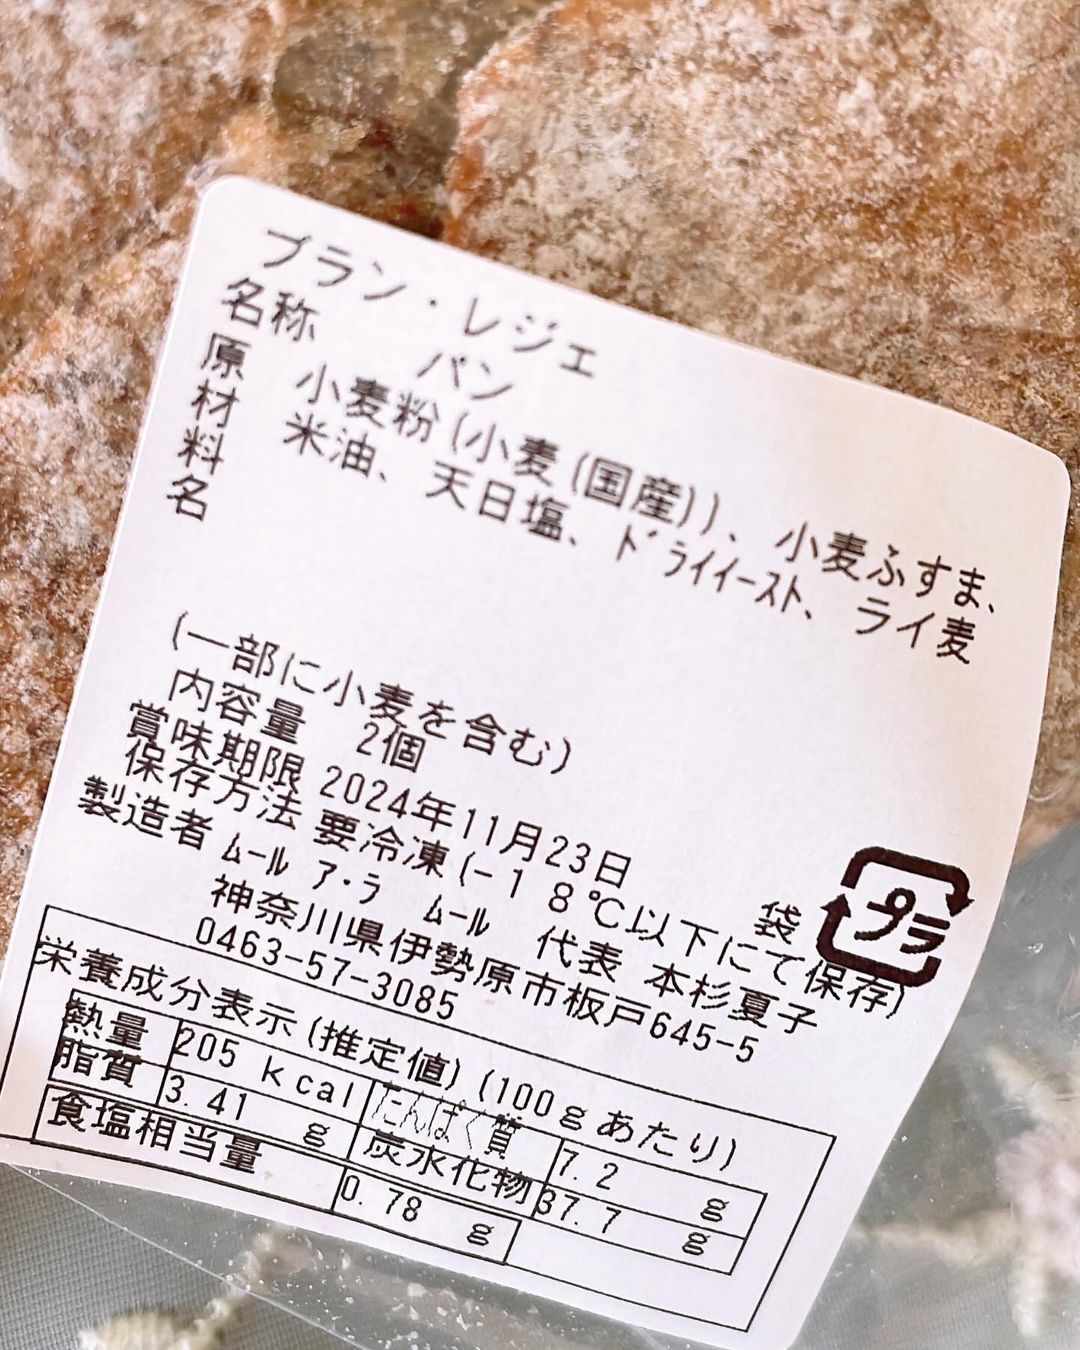 ブラン・レジェ
名称 パン
原材料名 小麦粉(小麦(国産))、小麦ふすま、
米油、天日塩、ﾄﾞﾗｲｲｰｽﾄ、ライ麦
(一部に小麦を含む)
内容量 2個
賞味期限 2024年11月23日
保存方法 要冷凍(-18℃以下にて保存)
製造者 ﾑｰﾙ ア・ラ ﾑｰﾙ 代表 本杉夏子
神奈川県伊勢原市板戸645-5
0463-57-3085
袋 プラ
栄養成分表示(推定値)(100gあたり)
熱量 205 kcal たんぱく質 7.2 g
脂質 3.41 g 炭水化物 37.7 g
食塩相当量 0.78 g